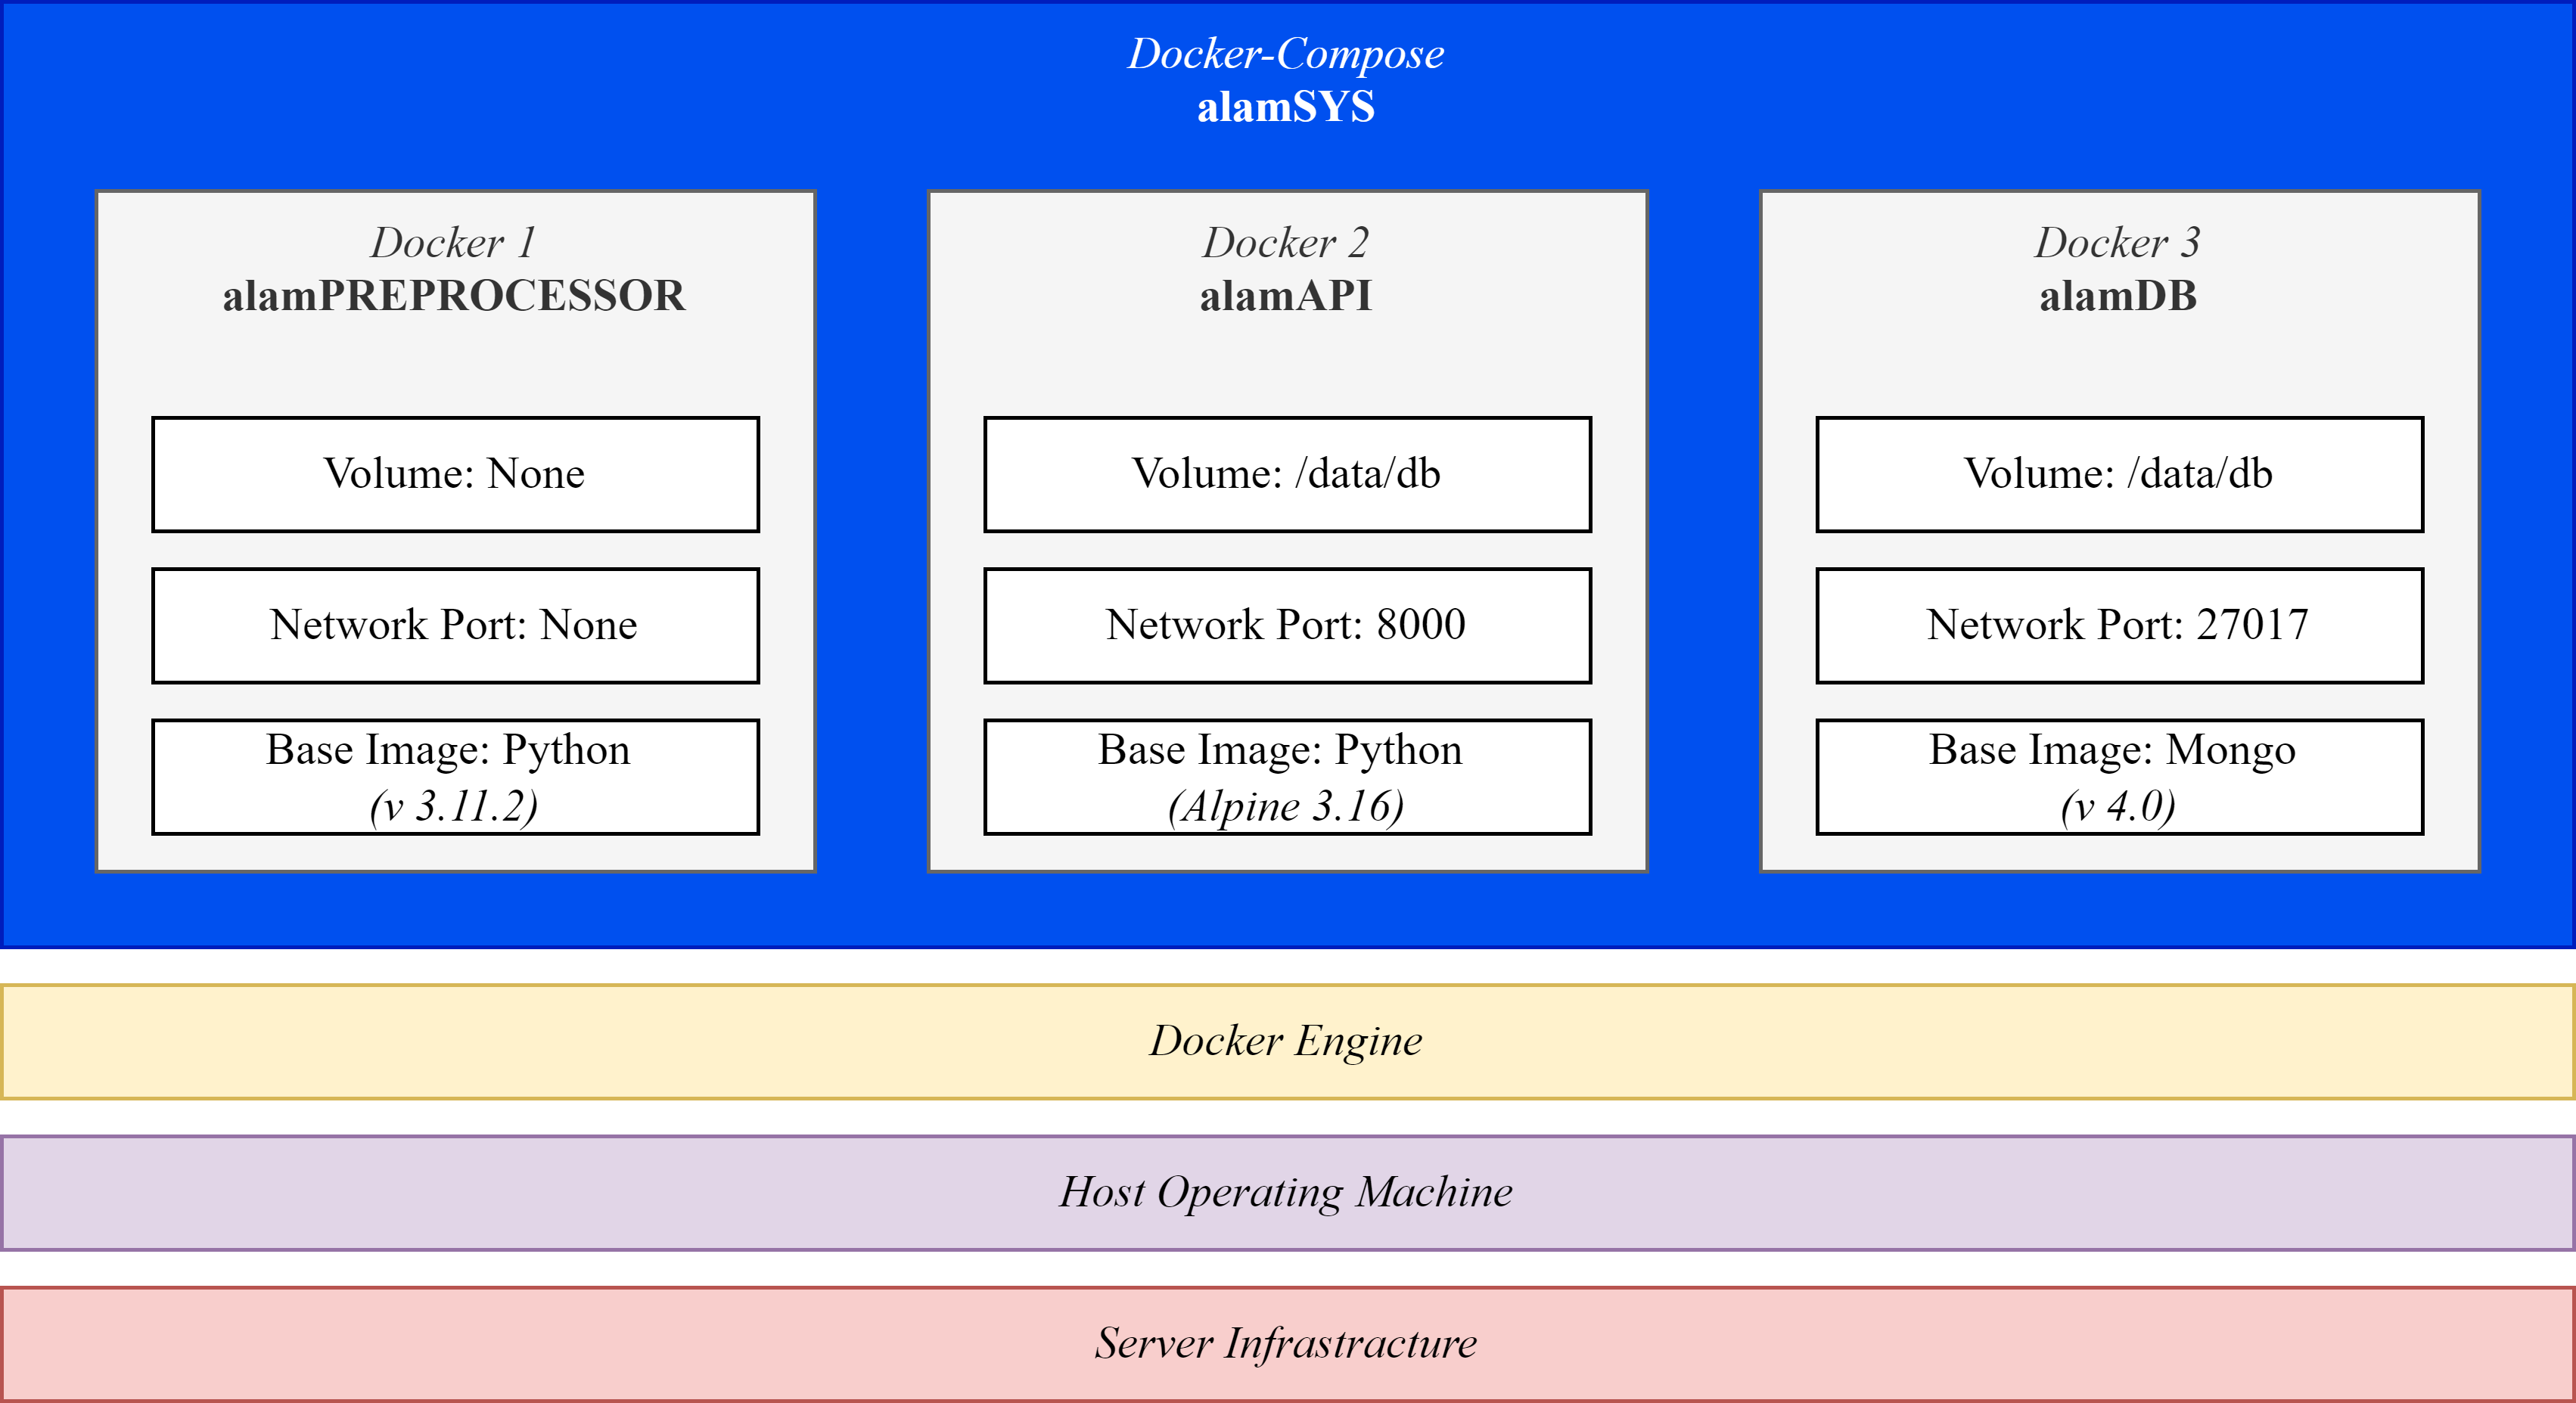 Docker-Compose
alamSYS
Docker 1
alamPREPROCESSOR
Volume: None
Network Port: None
Base Image: Python
(v 3.11.2)
Docker 2
alamAPI
Volume: /data/db
Network Port: 8000
Base Image: Python
(Alpine 3.16)
Docker 3
alamDB
Volume: /data/db
Network Port: 27017
Base Image: Mongo
(v 4.0)
Docker Engine
Host Operating Machine
Server Infrastracture